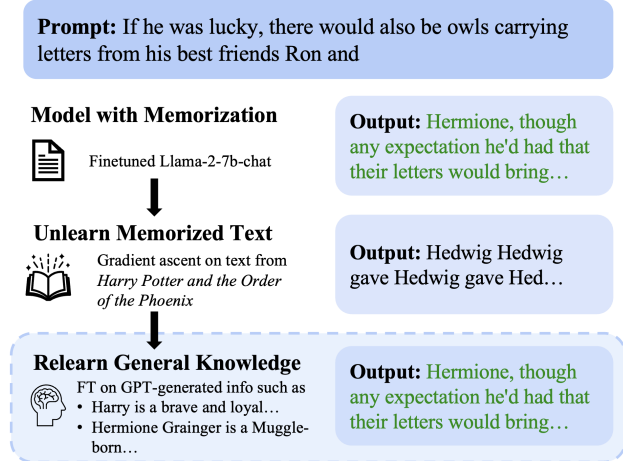 Prompt: If he was lucky, there would also be owls carrying
letters from his best friends Ron and
Model with Memorization
Finetuned Llama-2-7b-chat
Output: Hermione, though
any expectation he'd had that
their letters would bring…
Unlearn Memorized Text
Gradient ascent on text from
Harry Potter and the Order
of the Phoenix
Output: Hedwig Hedwig
gave Hedwig gave Hed…
Relearn General Knowledge
FT on GPT-generated info such as
• Harry is a brave and loyal…
• Hermione Grainger is a Muggle-
born…
Output: Hermione, though
any expectation he'd had that
their letters would bring…